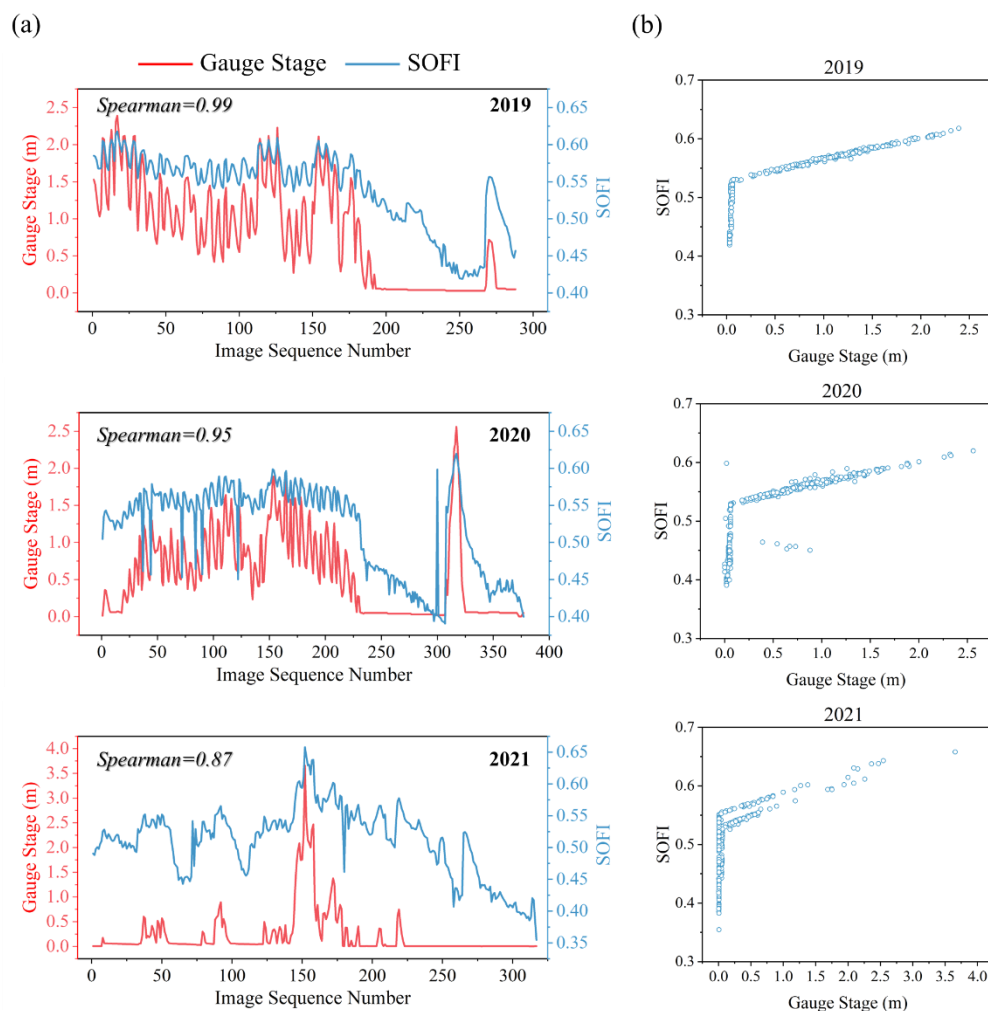 (a)
(b)
Gauge Stage
SOFI
Spearman=0.99
2019
Gauge Stage (m)
2.5
2.0
1.5
1.0
0.5
0.0
0.65
0.60
0.55
0.50
0.45
0.40
SOFI
0 50 100 150 200 250 300
Image Sequence Number
2019
SOFI
0.7
0.6
0.5
0.4
0.3
0.0 0.5 1.0 1.5 2.0 2.5
Gauge Stage (m)
Spearman=0.95
2020
Gauge Stage (m)
2.5
2.0
1.5
1.0
0.5
0.0
0.65
0.60
0.55
0.50
0.45
0.40
SOFI
0 50 100 150 200 250 300 350 400
Image Sequence Number
2020
SOFI
0.7
0.6
0.5
0.4
0.3
0.0 0.5 1.0 1.5 2.0 2.5
Gauge Stage (m)
Spearman=0.87
2021
Gauge Stage (m)
4.0
3.5
3.0
2.5
2.0
1.5
1.0
0.5
0.0
0.65
0.60
0.55
0.50
0.45
0.40
0.35
SOFI
0 50 100 150 200 250 300
Image Sequence Number
2021
SOFI
0.7
0.6
0.5
0.4
0.3
0.0 0.5 1.0 1.5 2.0 2.5 3.0 3.5 4.0
Gauge Stage (m)